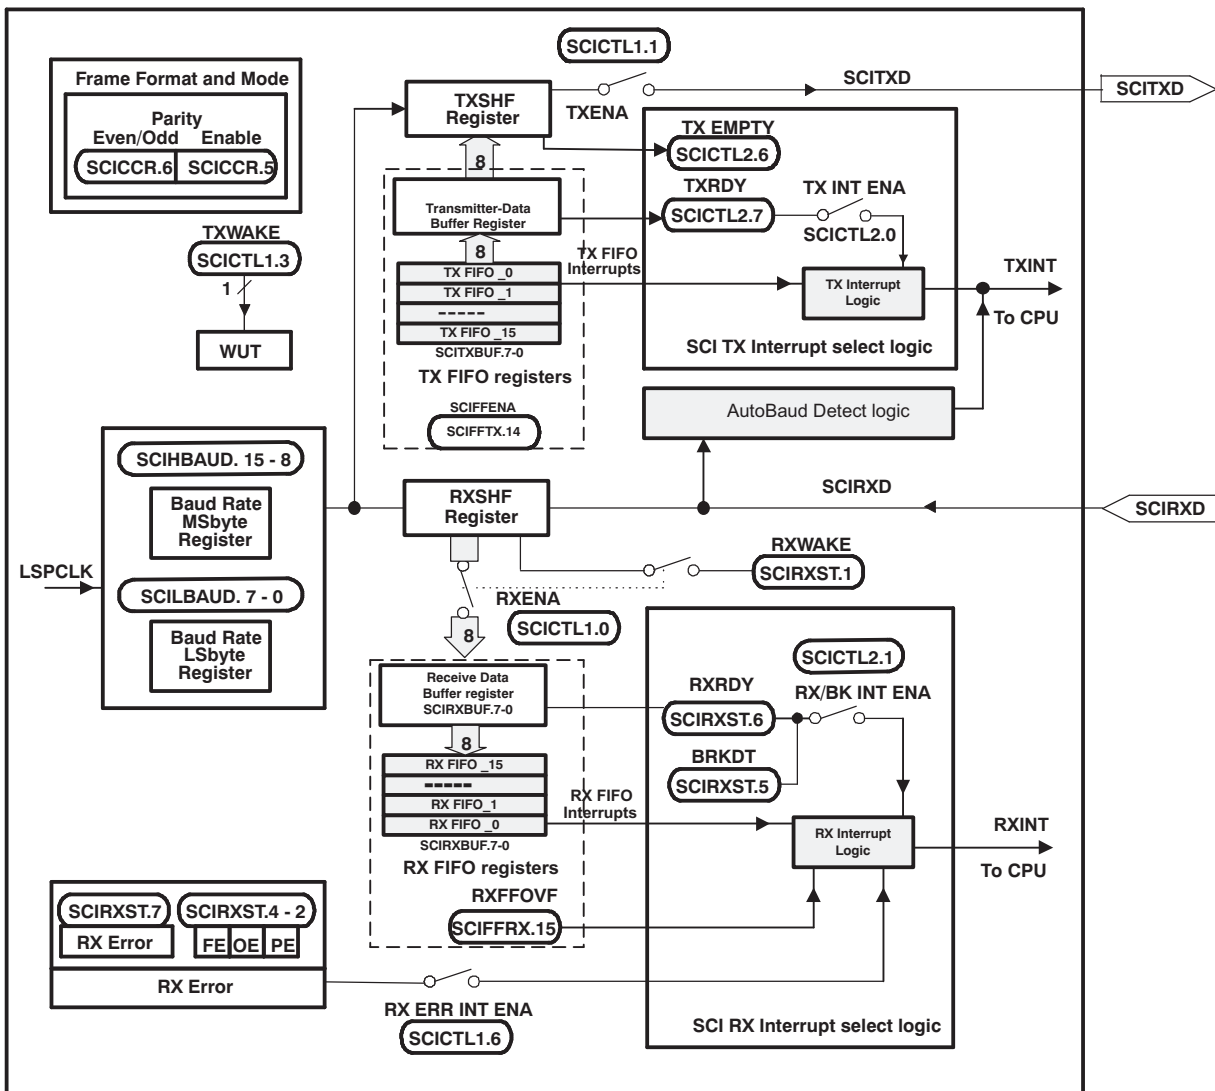 SCICTL1.1
Frame Format and Mode
Parity
Even/Odd Enable
SCICCR.6 SCICCR.5
TXSHF
Register
TXENA
SCITXD
SCITXD
TX EMPTY
SCICTL2.6
8
TXRDY
SCICTL2.7
TX INT ENA
SCICTL2.0
Transmitter-Data
Buffer Register
8
TX FIFO
Interrupts
TX FIFO _0
TX FIFO _1
-----
TX FIFO _15
SCITXBUF.7-0
TX FIFO registers
SCIFFENA
SCIFFTX.14
TX Interrupt
Logic
TXINT
To CPU
SCI TX Interrupt select logic
TXWAKE
SCICTL1.3
1
WUT
AutoBaud Detect logic
SCIHBAUD. 15 - 8
Baud Rate
MSbyte
Register
LSPCLK
SCILBAUD. 7 - 0
Baud Rate
LSbyte
Register
RXSHF
Register
SCIRXD
SCIRXD
RXWAKE
SCIRXST.1
RXENA
SCICTL1.0
8
SCICTL2.1
RX/BK INT ENA
RXRDY
SCIRXST.6
BRKDT
SCIRXST.5
Receive Data
Buffer register
SCIRXBUF.7-0
8
RX FIFO _15
-----
RX FIFO_1
RX FIFO _0
SCIRXBUF.7-0
RX FIFO registers
RX FIFO
Interrupts
RX Interrupt
Logic
RXINT
To CPU
RXFFOVF
SCIFFRX.15
SCIRXST.7 SCIRXST.4 - 2
RX Error FE OE PE
RX Error
RX ERR INT ENA
SCICTL1.6
SCI RX Interrupt select logic